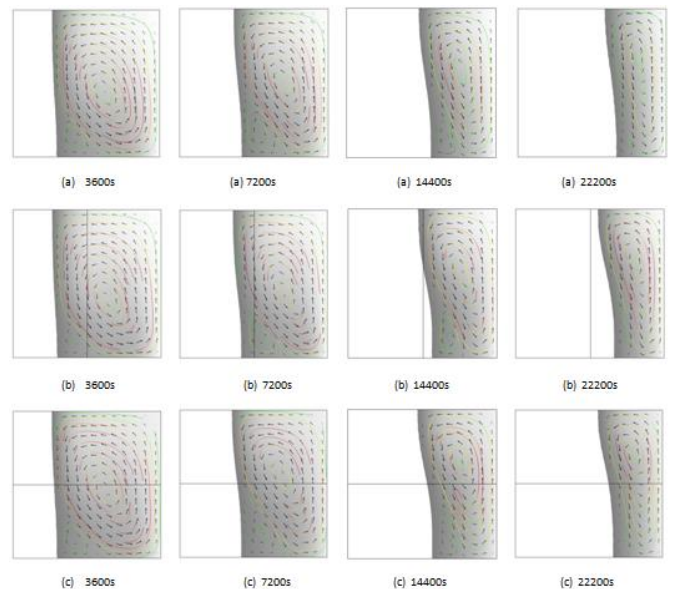 (a) 3600s
(a) 7200s
(a) 14400s
(a) 22200s
(b) 3600s
(b) 7200s
(b) 14400s
(b) 22200s
(c) 3600s
(c) 7200s
(c) 14400s
(c) 22200s